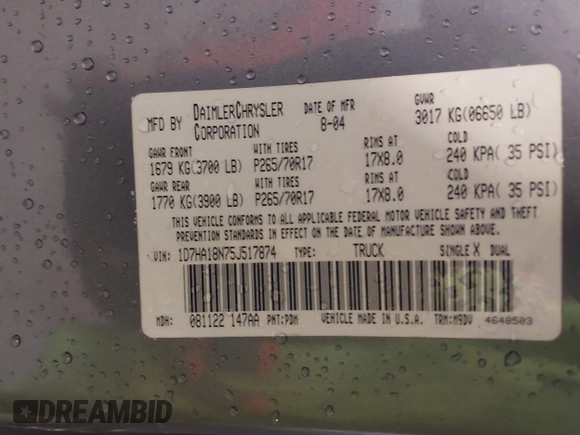 MFD BY DAIMLERCHRYSLER CORPORATION DATE OF MFR 8-04 GVWR 3017 KG(06650 LB)
GAWR FRONT WITH TIRES RIMS AT COLD
1679 KG(3700 LB) P265/70R17 17X8.0 240 KPA( 35 PSI)
GAWR REAR WITH TIRES RIMS AT COLD
1770 KG(3900 LB) P265/70R17 17X8.0 240 KPA( 35 PSI)
THIS VEHICLE CONFORMS TO ALL APPLICABLE FEDERAL MOTOR VEHICLE SAFETY AND THEFT
PREVENTION STANDARDS IN EFFECT ON THE DATE OF MANUFACTURE SHOWN ABOVE.
VIN: 1D7HA18N75J517874 TYPE: TRUCK SINGLE X DUAL
MDH: 081122 147AA PNT:PDM VEHICLE MADE IN U.S.A. TRM:M9DV 4648503
DREAMBID